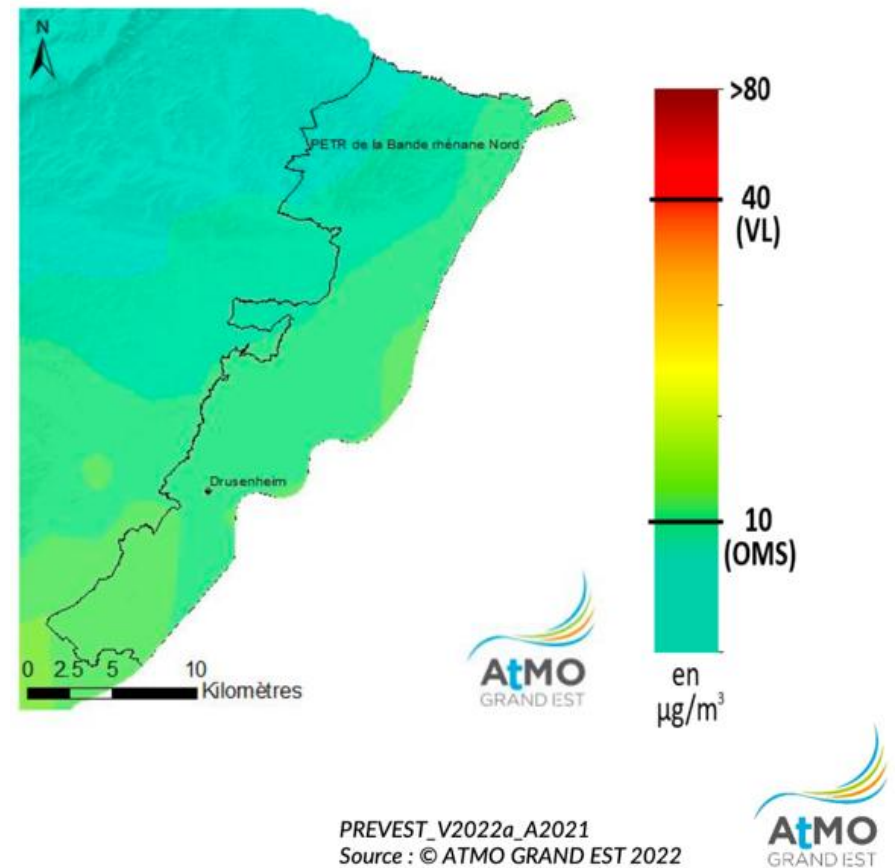 N
PETR de la Bande rhénane Nord
Drusenheim
0 2.5 5 10
Kilomètres
AtMO
GRAND EST
>80
40
(VL)
10
(OMS)
en
µg/m³
PREVEST_V2022a_A2021
Source : © ATMO GRAND EST 2022
AtMO
GRAND EST